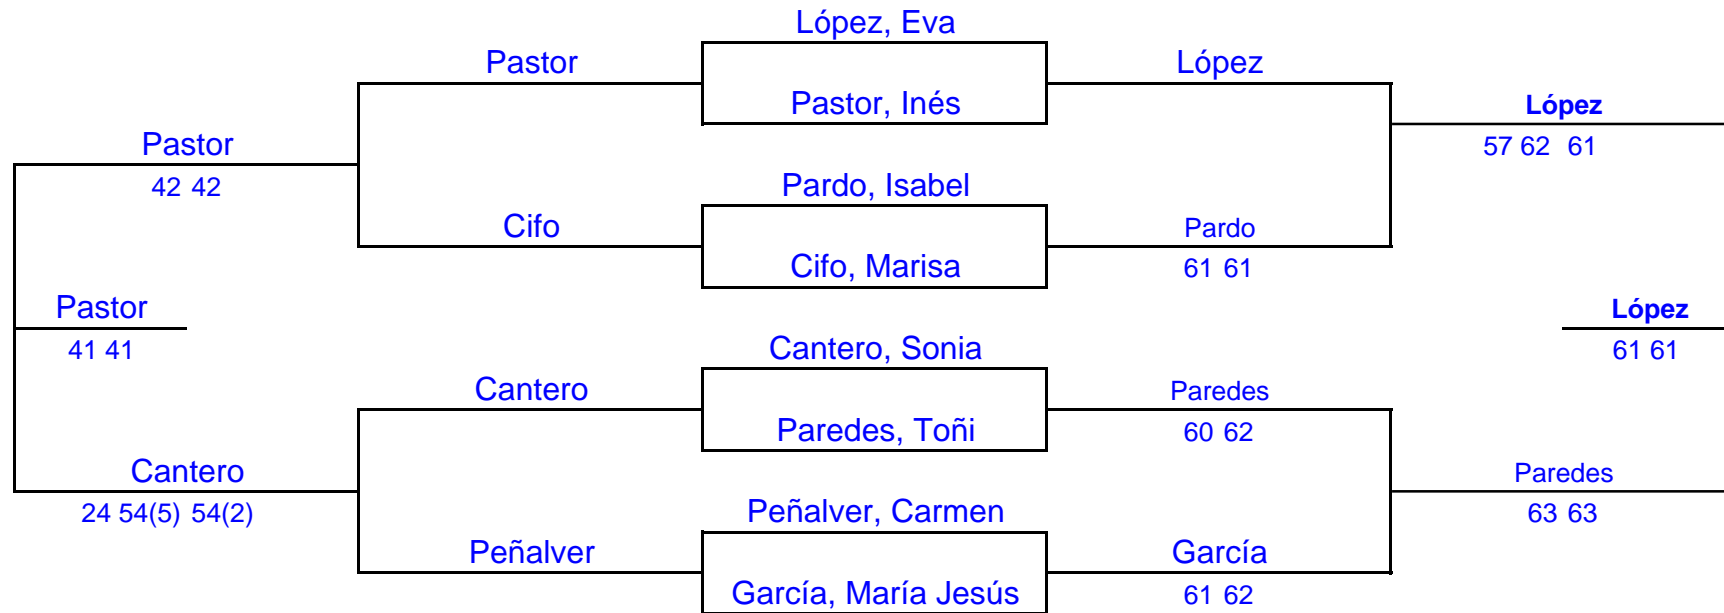 López, Eva
Pastor
López
Pastor, Inés
López
Pastor
57 62 61
42 42
Pardo, Isabel
Cifo
Pardo
Cifo, Marisa
61 61
Pastor
López
41 41
Cantero, Sonia
61 61
Cantero
Paredes
Paredes, Toñi
60 62
Cantero
Paredes
24 54(5) 54(2)
Peñalver, Carmen
63 63
Peñalver
García
García, María Jesús
61 62